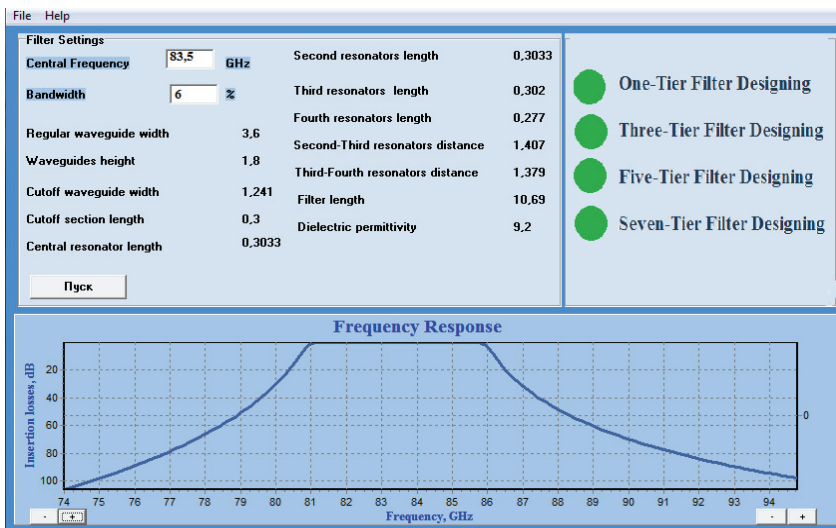 File Help
Filter Settings
Central Frequency 83,5 GHz
Bandwidth 6 %
Regular waveguide width 3,6
Waveguides height 1,8
Cutoff waveguide width 1,241
Cutoff section length 0,3
Central resonator length 0,3033
Пуск
Second resonators length 0,3033
Third resonators length 0,302
Fourth resonators length 0,277
Second-Third resonators distance 1,407
Third-Fourth resonators distance 1,379
Filter length 10,69
Dielectric permittivity 9,2
One-Tier Filter Designing
Three-Tier Filter Designing
Five-Tier Filter Designing
Seven-Tier Filter Designing
Frequency Response
Insertion losses, dB
20
40
60
80
100
0
74 75 76 77 78 79 80 81 82 83 84 85 86 87 88 89 90 91 92 93 94
- + Frequency, GHz - +